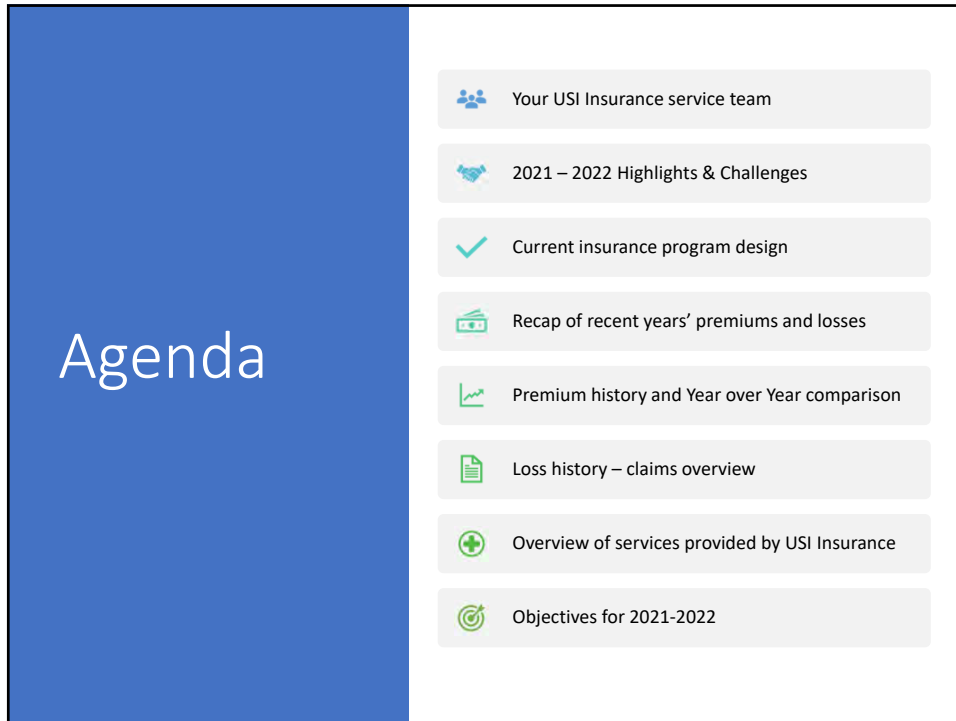 Agenda
Your USI Insurance service team
2021 – 2022 Highlights & Challenges
Current insurance program design
Recap of recent years’ premiums and losses
Premium history and Year over Year comparison
Loss history – claims overview
Overview of services provided by USI Insurance
Objectives for 2021-2022